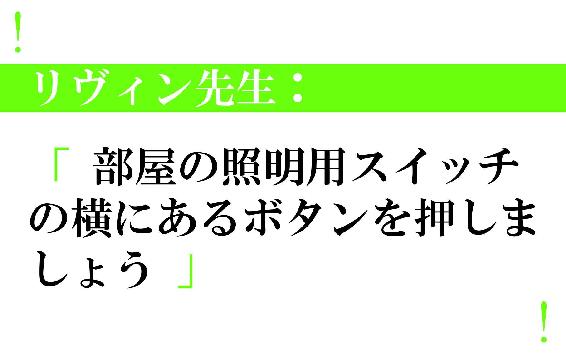 !
リヴィン先生：
「 部屋の照明用スイッチ
の横にあるボタンを押しま
しょう 」
!